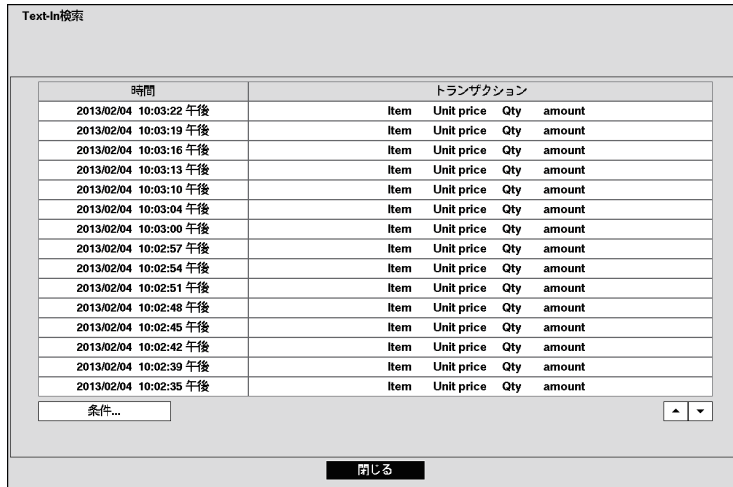 Text-In検索
時間 トランザクション
2013/02/04 10:03:22 午後 Item Unit price Qty amount
2013/02/04 10:03:19 午後 Item Unit price Qty amount
2013/02/04 10:03:16 午後 Item Unit price Qty amount
2013/02/04 10:03:13 午後 Item Unit price Qty amount
2013/02/04 10:03:10 午後 Item Unit price Qty amount
2013/02/04 10:03:04 午後 Item Unit price Qty amount
2013/02/04 10:03:00 午後 Item Unit price Qty amount
2013/02/04 10:02:57 午後 Item Unit price Qty amount
2013/02/04 10:02:54 午後 Item Unit price Qty amount
2013/02/04 10:02:51 午後 Item Unit price Qty amount
2013/02/04 10:02:48 午後 Item Unit price Qty amount
2013/02/04 10:02:45 午後 Item Unit price Qty amount
2013/02/04 10:02:42 午後 Item Unit price Qty amount
2013/02/04 10:02:39 午後 Item Unit price Qty amount
2013/02/04 10:02:35 午後 Item Unit price Qty amount
条件...
閉じる